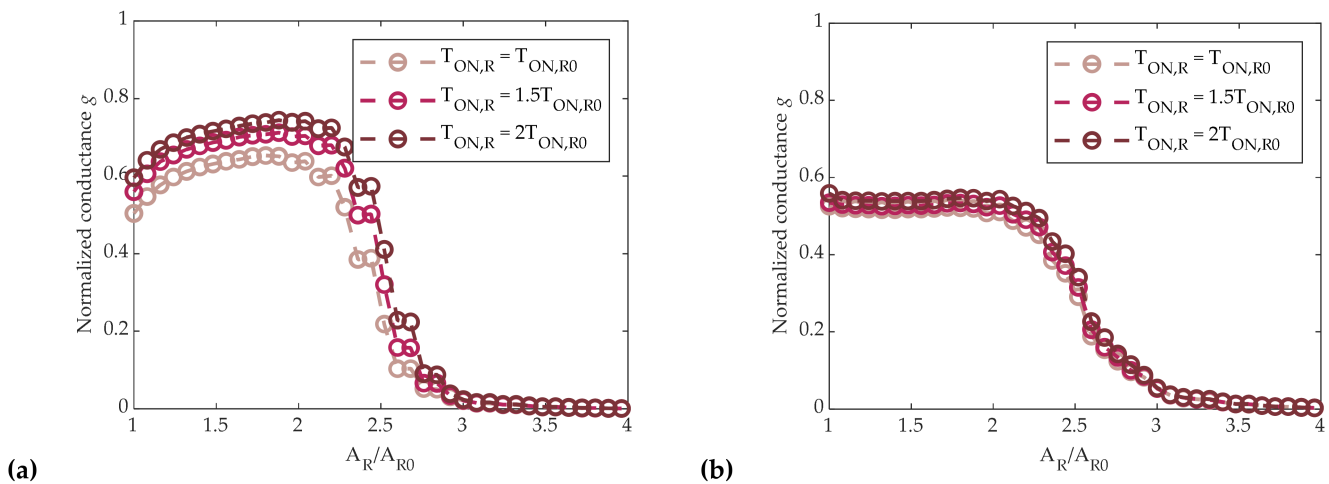 1
0.8
0.6
0.4
0.2
0
Normalized conductance g
T_ON,R = T_ON,R0
T_ON,R = 1.5T_ON,R0
T_ON,R = 2T_ON,R0
1 1.5 2 2.5 3 3.5 4
A_R/A_R0
(a)
1
0.8
0.6
0.4
0.2
0
Normalized conductance g
T_ON,R = T_ON,R0
T_ON,R = 1.5T_ON,R0
T_ON,R = 2T_ON,R0
1 1.5 2 2.5 3 3.5 4
A_R/A_R0
(b)